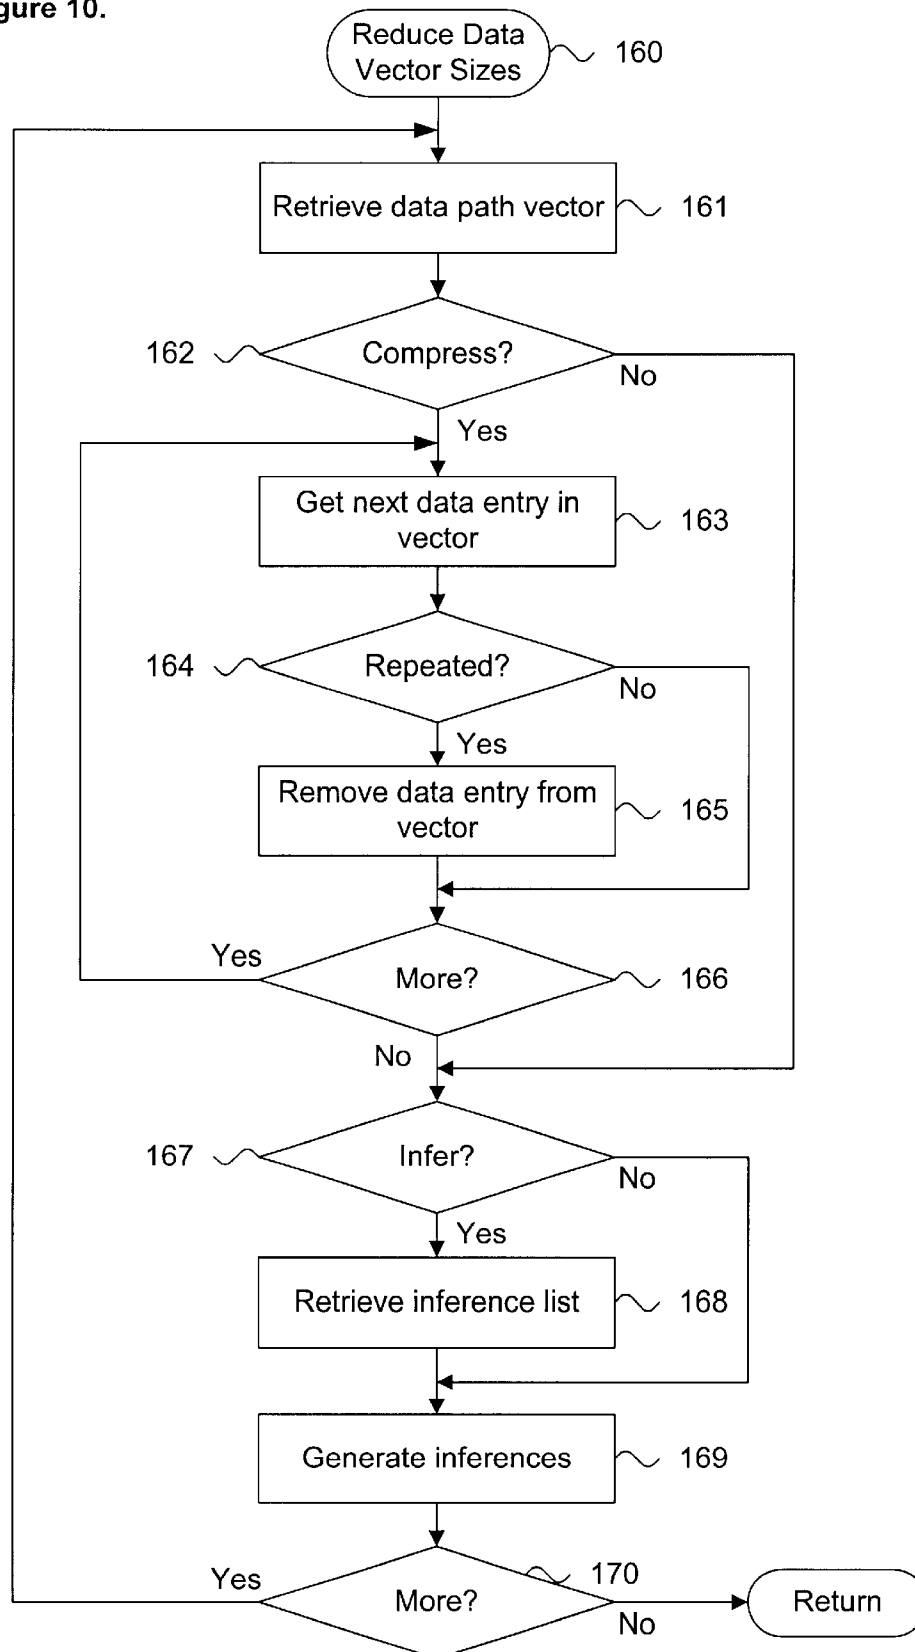 gure 10.
Reduce Data
Vector Sizes
160
Retrieve data path vector
161
162
Compress?
No
Yes
Get next data entry in
vector
163
164
Repeated?
No
Yes
Remove data entry from
vector
165
Yes
More?
166
No
167
Infer?
No
Yes
Retrieve inference list
168
Generate inferences
169
Yes
More?
170
No
Return